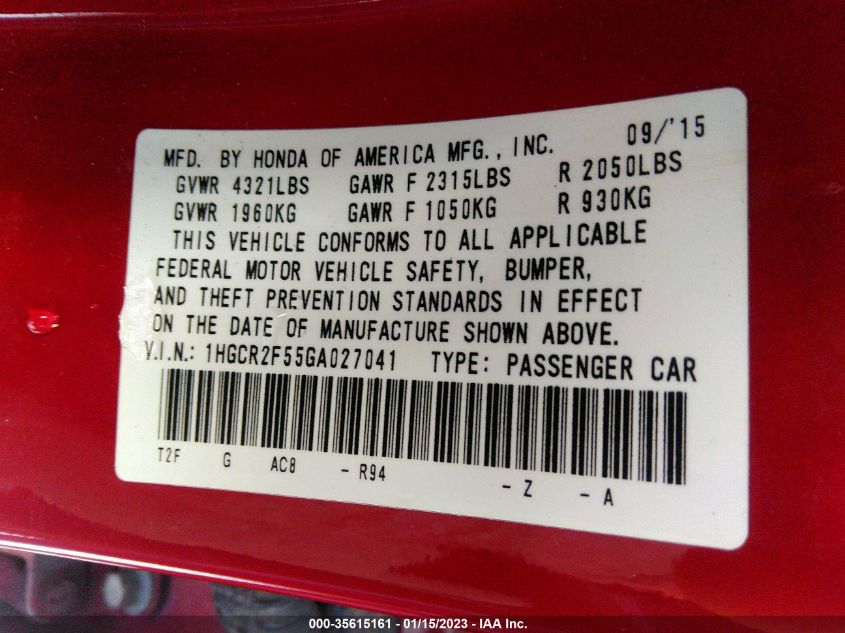 09/'15
MFD. BY HONDA OF AMERICA MFG., INC.
GVWR 4321LBS GAWR F 2315LBS R 2050LBS
GVWR 1960KG GAWR F 1050KG R 930KG
THIS VEHICLE CONFORMS TO ALL APPLICABLE
FEDERAL MOTOR VEHICLE SAFETY, BUMPER,
AND THEFT PREVENTION STANDARDS IN EFFECT
ON THE DATE OF MANUFACTURE SHOWN ABOVE.
V.I.N.: 1HGCR2F55GA027041 TYPE: PASSENGER CAR
T2F G AC8 - R94 - Z - A
000-35615161 - 01/15/2023 - IAA Inc.